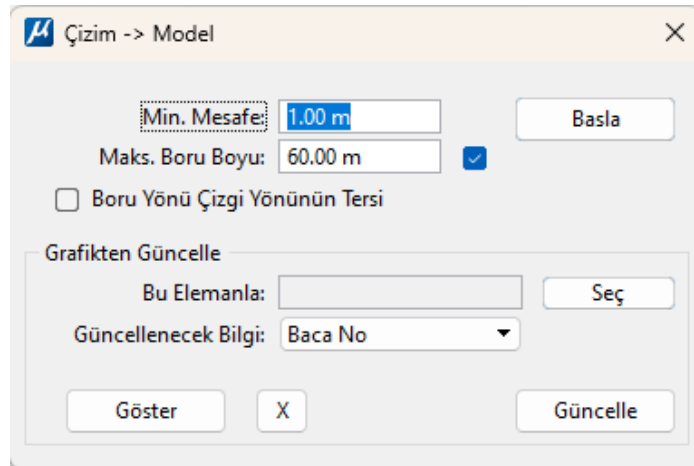 Çizim -> Model
Min. Mesafe: 1.00 m Basla
Maks. Boru Boyu: 60.00 m
Boru Yönü Çizgi Yönünün Tersi
Grafikten Güncelle
Bu Elemanla: Seç
Güncellenecek Bilgi: Baca No
Göster X Güncelle